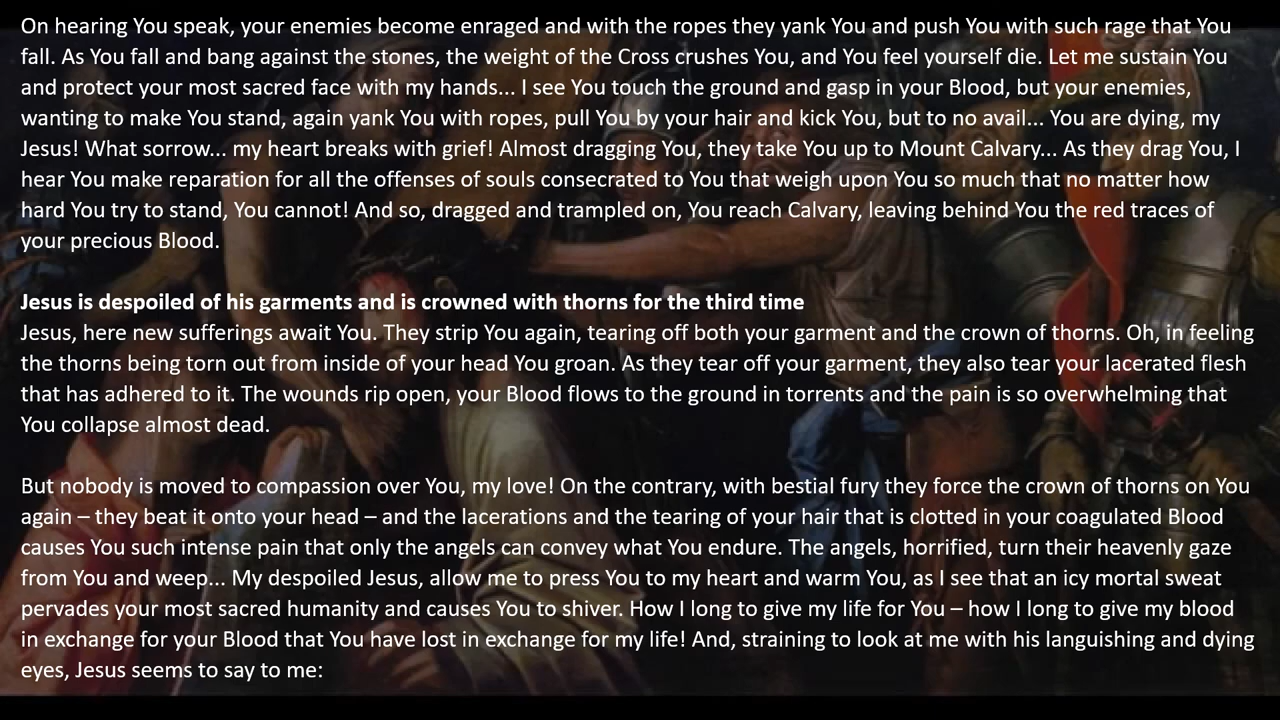 On hearing You speak, your enemies become enraged and with the ropes they yank You and push You with such rage that You
fall. As You fall and bang against the stones, the weight of the Cross crushes You, and You feel yourself die. Let me sustain You
and protect your most sacred face with my hands... I see You touch the ground and gasp in your Blood, but your enemies,
wanting to make You stand, again yank You with ropes, pull You by your hair and kick You, but to no avail... You are dying, my
Jesus! What sorrow... my heart breaks with grief! Almost dragging You, they take You up to Mount Calvary... As they drag You, I
hear You make reparation for all the offenses of souls consecrated to You that weigh upon You so much that no matter how
hard You try to stand, You cannot! And so, dragged and trampled on, You reach Calvary, leaving behind You the red traces of
your precious Blood.
Jesus is despoiled of his garments and is crowned with thorns for the third time
Jesus, here new sufferings await You. They strip You again, tearing off both your garment and the crown of thorns. Oh, in feeling
the thorns being torn out from inside of your head You groan. As they tear off your garment, they also tear your lacerated flesh
that has adhered to it. The wounds rip open, your Blood flows to the ground in torrents and the pain is so overwhelming that
You collapse almost dead.
But nobody is moved to compassion over You, my love! On the contrary, with bestial fury they force the crown of thorns on You
again – they beat it onto your head – and the lacerations and the tearing of your hair that is clotted in your coagulated Blood
causes You such intense pain that only the angels can convey what You endure. The angels, horrified, turn their heavenly gaze
from You and weep... My despoiled Jesus, allow me to press You to my heart and warm You, as I see that an icy mortal sweat
pervades your most sacred humanity and causes You to shiver. How I long to give my life for You – how I long to give my blood
in exchange for your Blood that You have lost in exchange for my life! And, straining to look at me with his languishing and dying
eyes, Jesus seems to say to me: